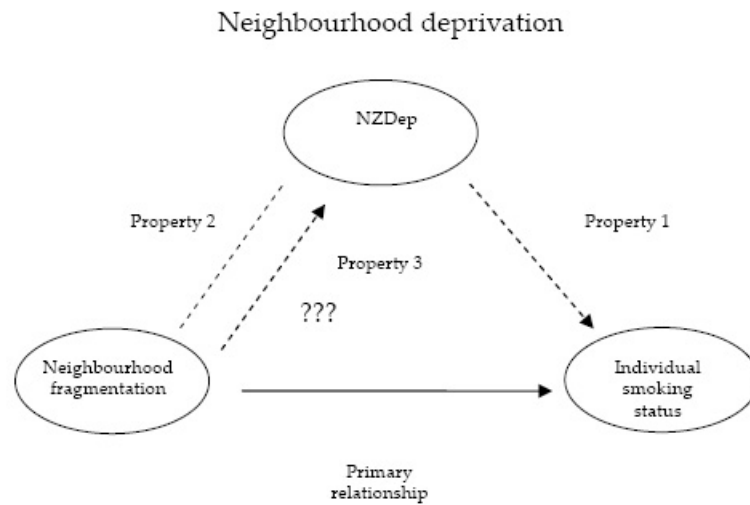 Neighbourhood deprivation
NZDep
Property 2
Property 1
Property 3
???
Neighbourhood
fragmentation
Individual
smoking
status
Primary
relationship